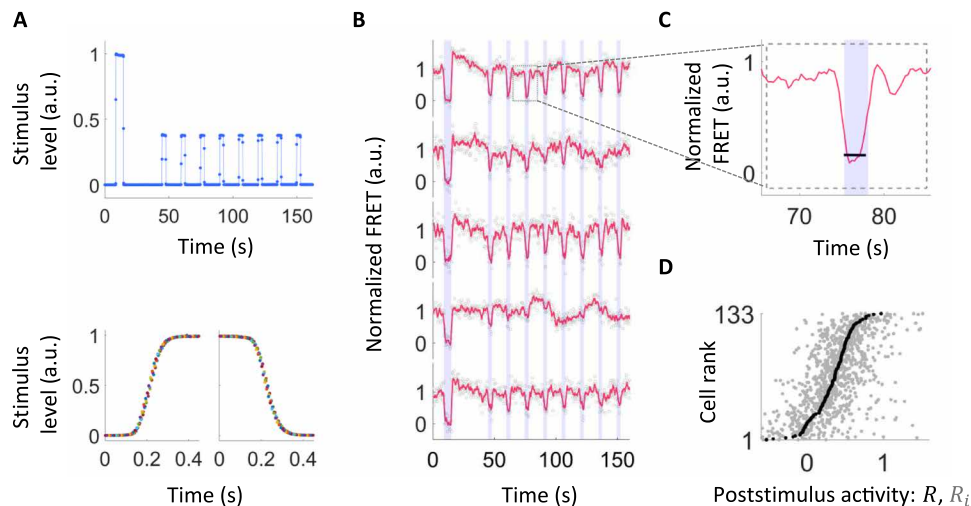 A
Stimulus
level (a.u.)
1
0.5
0
0
50
100
150
Time (s)
Stimulus
level (a.u.)
1
0.5
0
0
0.2
0.4
0
0.2
0.4
Time (s)
B
Normalized FRET (a.u.)
1
0
1
0
1
0
1
0
1
0
0
50
100
150
Time (s)
C
Normalized
FRET (a.u.)
1
0
70
80
Time (s)
D
Cell rank
133
1
0
1
Poststimulus activity: R, Rᵢ